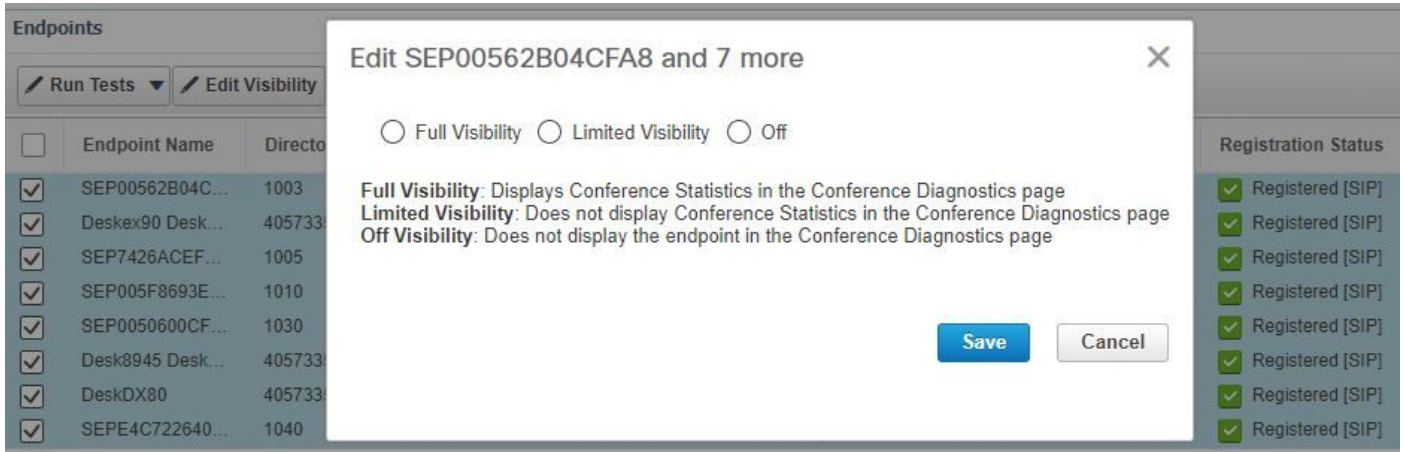 Endpoints
Edit SEP00562B04CFA8 and 7 more
Run Tests Edit Visibility
Full Visibility Limited Visibility Off
Endpoint Name Directo Registration Status
Full Visibility: Displays Conference Statistics in the Conference Diagnostics page
Limited Visibility: Does not display Conference Statistics in the Conference Diagnostics page
Off Visibility: Does not display the endpoint in the Conference Diagnostics page
SEP00562B04C... 1003 Registered [SIP]
Deskex90 Desk... 405733 Registered [SIP]
SEP7426ACEF... 1005 Registered [SIP]
SEP005F8693E... 1010 Registered [SIP]
SEP0050600CF... 1030 Registered [SIP]
Save Cancel
Desk8945 Desk... 405733 Registered [SIP]
DeskDX80 405733 Registered [SIP]
SEPE4C722640... 1040 Registered [SIP]